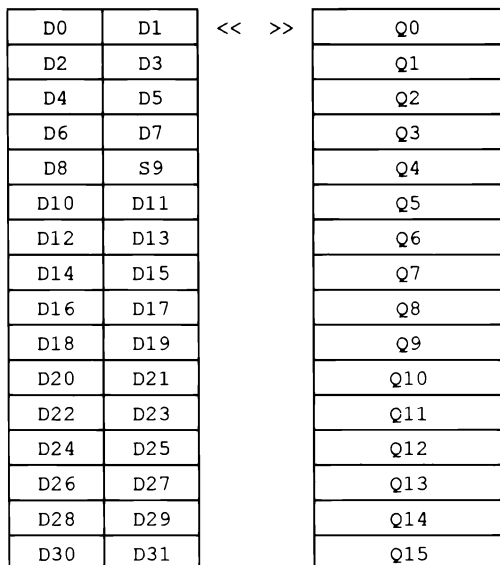 D0 D1 << >> Q0
D2 D3 Q1
D4 D5 Q2
D6 D7 Q3
D8 S9 Q4
D10 D11 Q5
D12 D13 Q6
D14 D15 Q7
D16 D17 Q8
D18 D19 Q9
D20 D21 Q10
D22 D23 Q11
D24 D25 Q12
D26 D27 Q13
D28 D29 Q14
D30 D31 Q15